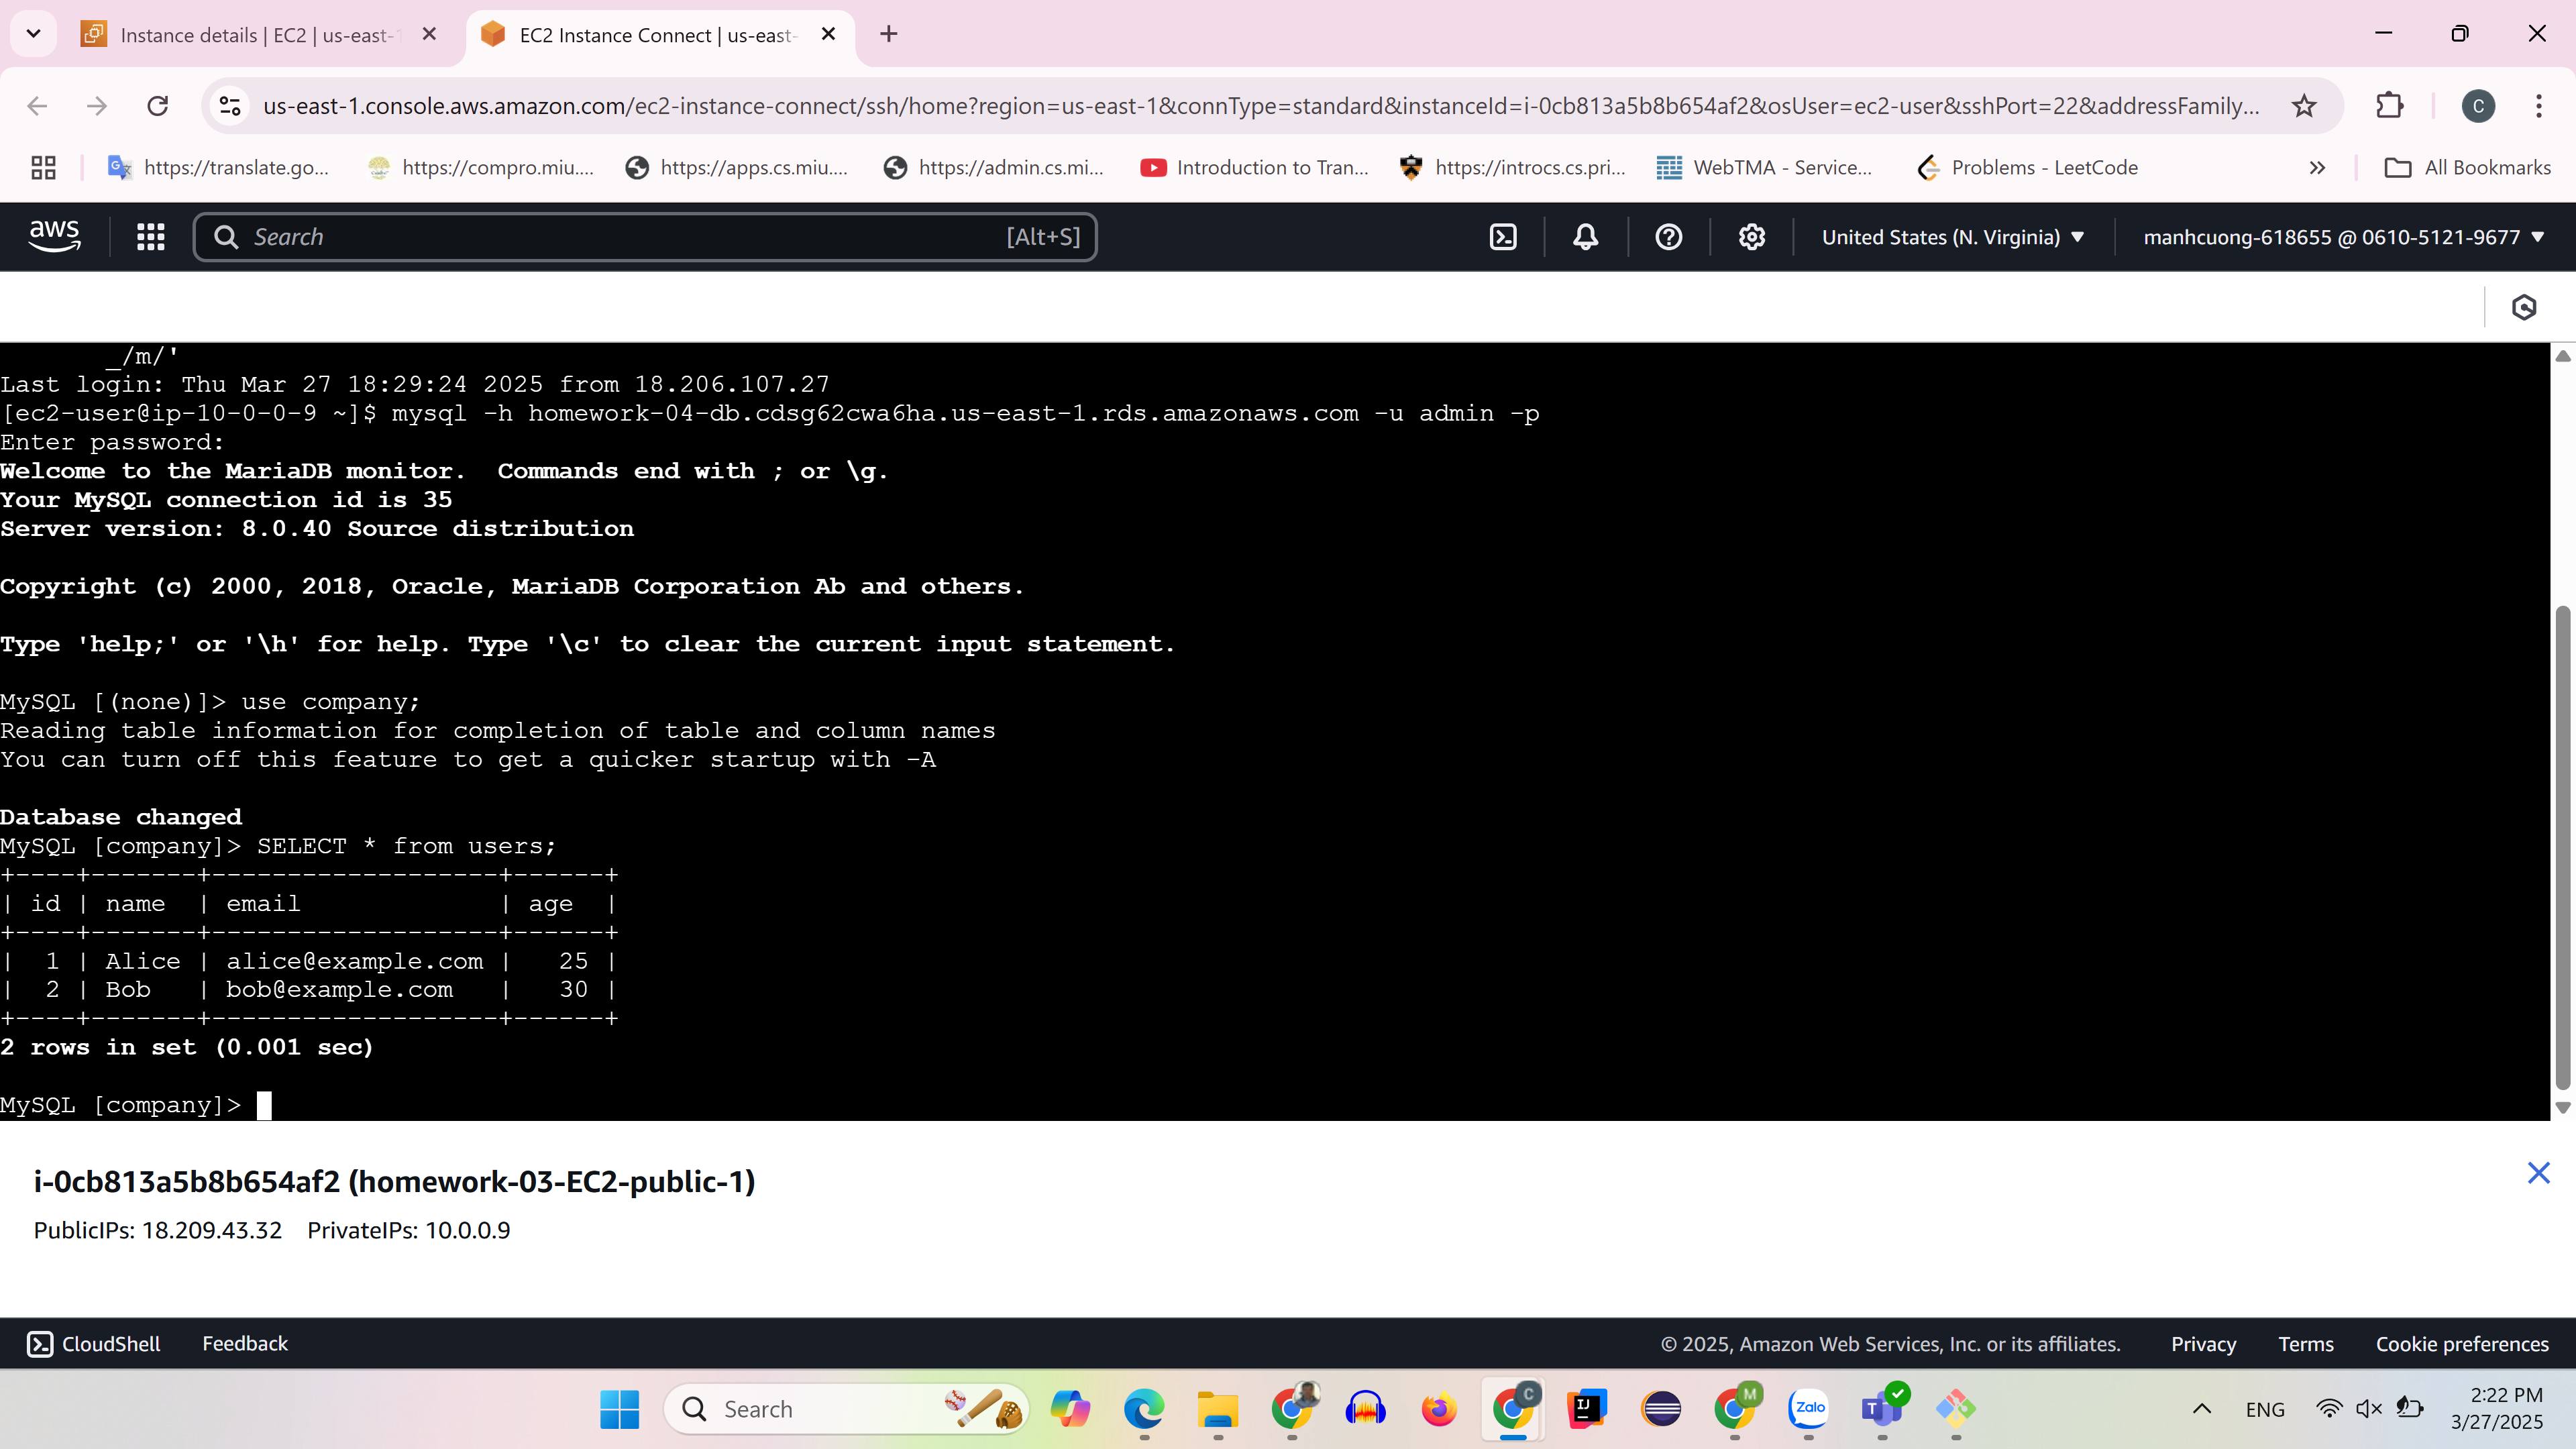 Instance details | EC2 | us-east-1
EC2 Instance Connect | us-east-
us-east-1.console.aws.amazon.com/ec2-instance-connect/ssh/home?region=us-east-1&connType=standard&instanceId=i-0cb813a5b8b654af2&osUser=ec2-user&sshPort=22&addressFamily...
C
https://translate.go...
https://compro.miu....
https://apps.cs.miu....
https://admin.cs.mi...
Introduction to Tran...
https://introcs.cs.pri...
WebTMA - Service...
Problems - LeetCode
All Bookmarks
aws
Search
[Alt+S]
United States (N. Virginia)
manhcuong-618655 @ 0610-5121-9677
_/m/'
Last login: Thu Mar 27 18:29:24 2025 from 18.206.107.27
[ec2-user@ip-10-0-0-9 ~]$ mysql -h homework-04-db.cdsg62cwa6ha.us-east-1.rds.amazonaws.com -u admin -p
Enter password:
Welcome to the MariaDB monitor.  Commands end with ; or \g.
Your MySQL connection id is 35
Server version: 8.0.40 Source distribution
Copyright (c) 2000, 2018, Oracle, MariaDB Corporation Ab and others.
Type 'help;' or '\h' for help. Type '\c' to clear the current input statement.
MySQL [(none)]> use company;
Reading table information for completion of table and column names
You can turn off this feature to get a quicker startup with -A
Database changed
MySQL [company]> SELECT * from users;
+----+-------+-------------------+------+
| id | name  | email             | age  |
+----+-------+-------------------+------+
|  1 | Alice | alice@example.com |   25 |
|  2 | Bob   | bob@example.com   |   30 |
+----+-------+-------------------+------+
2 rows in set (0.001 sec)
MySQL [company]>
i-0cb813a5b8b654af2 (homework-03-EC2-public-1)
PublicIPs: 18.209.43.32    PrivateIPs: 10.0.0.9
CloudShell
Feedback
© 2025, Amazon Web Services, Inc. or its affiliates.
Privacy
Terms
Cookie preferences
Search
C
IJ
M
Zalo
T
ENG
2:22 PM
3/27/2025